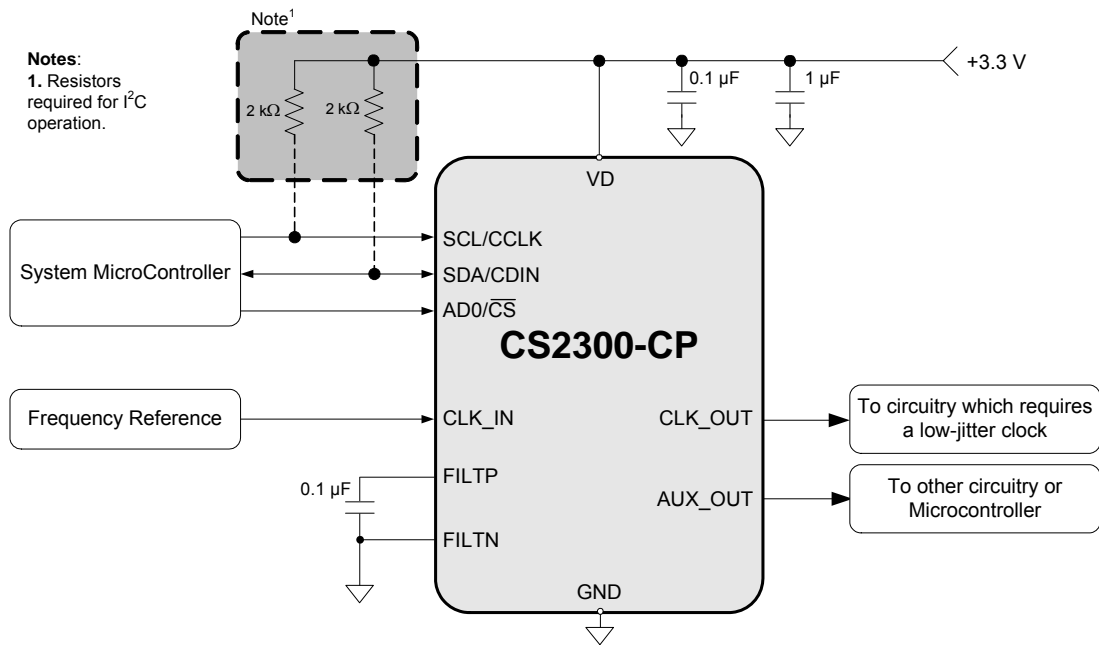 Note¹
Notes:
1. Resistors
required for I²C
operation.
2 kΩ
2 kΩ
0.1 µF
1 µF
+3.3 V
VD
System MicroController
SCL/CCLK
SDA/CDIN
AD0/C̅S̅
CS2300-CP
Frequency Reference
CLK_IN
CLK_OUT
To circuitry which requires
a low-jitter clock
0.1 µF
FILTP
FILTN
AUX_OUT
To other circuitry or
Microcontroller
GND